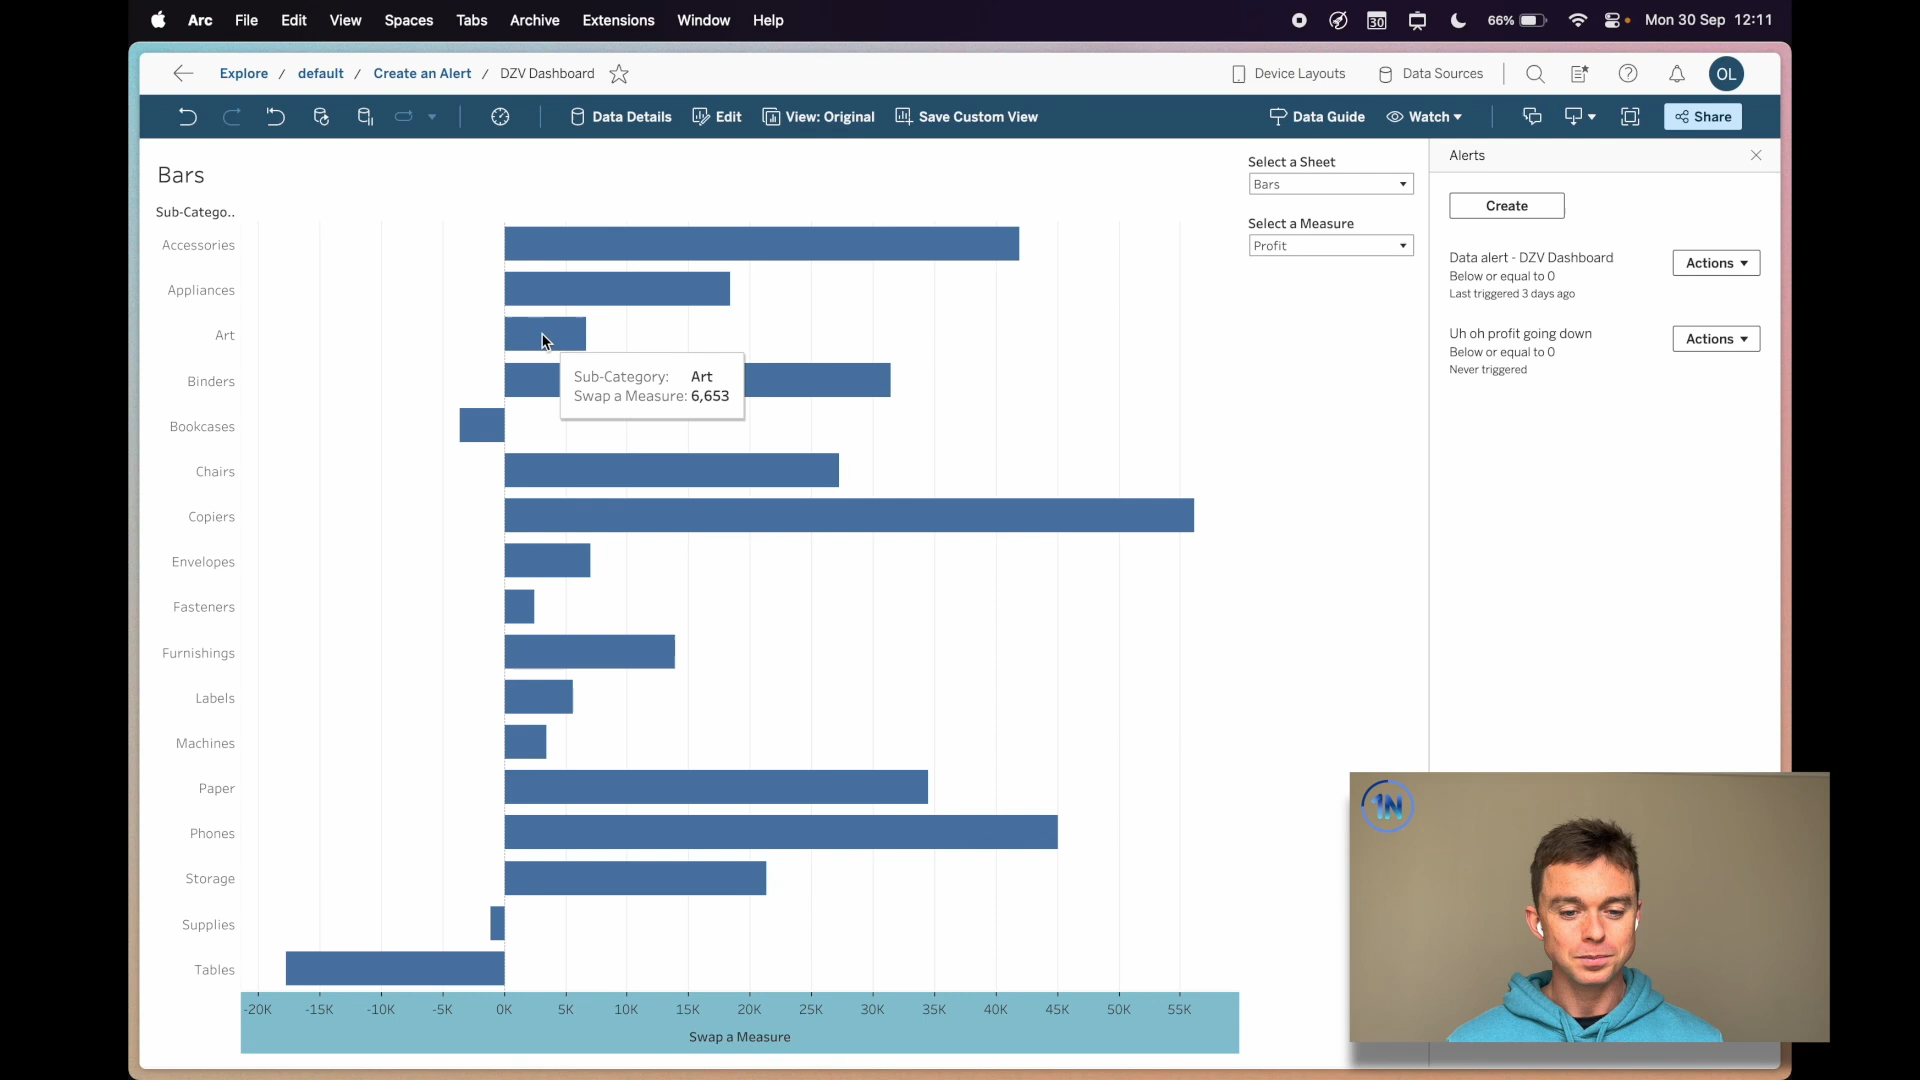 Arc File Edit View Spaces Tabs Archive Extensions Window Help 30 66% Mon 30 Sep 12:11
Explore / default / Create an Alert / DZV Dashboard Device Layouts Data Sources OL
Data Details Edit View: Original Save Custom View Data Guide Watch Share
Bars
Sub-Catego..
Accessories
Appliances
Art
Binders
Bookcases
Chairs
Copiers
Envelopes
Fasteners
Furnishings
Labels
Machines
Paper
Phones
Storage
Supplies
Tables
Sub-Category: Art
Swap a Measure: 6,653
-20K -15K -10K -5K 0K 5K 10K 15K 20K 25K 30K 35K 40K 45K 50K 55K
Swap a Measure
Select a Sheet
Bars
Select a Measure
Profit
Alerts
Create
Data alert - DZV Dashboard
Below or equal to 0
Last triggered 3 days ago
Actions
Uh oh profit going down
Below or equal to 0
Never triggered
Actions
1N